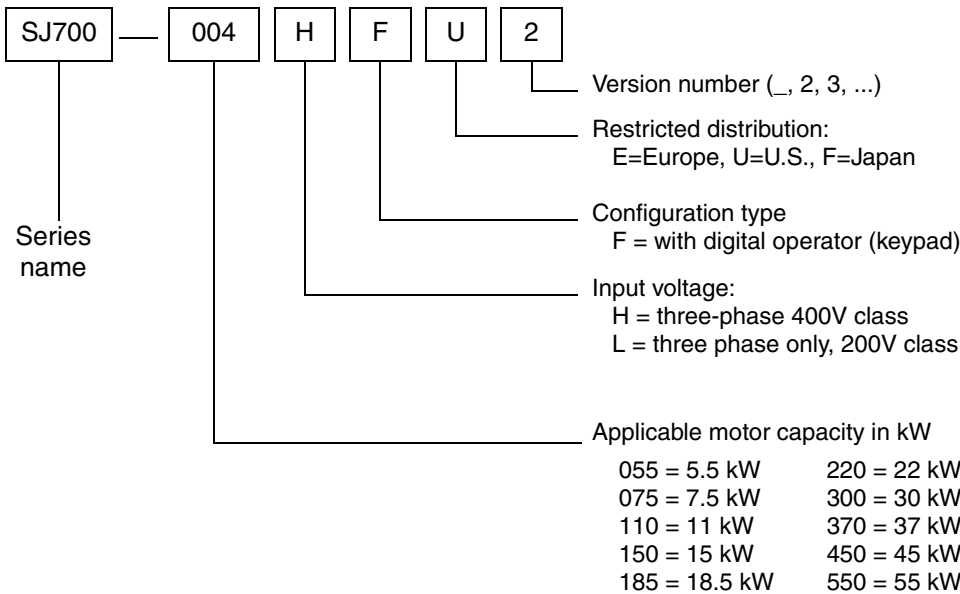 SJ700 — 004 H F U 2
Version number (_, 2, 3, ...)
Restricted distribution:
E=Europe, U=U.S., F=Japan
Configuration type
F = with digital operator (keypad)
Series
name
Input voltage:
H = three-phase 400V class
L = three phase only, 200V class
Applicable motor capacity in kW
055 = 5.5 kW 220 = 22 kW
075 = 7.5 kW 300 = 30 kW
110 = 11 kW 370 = 37 kW
150 = 15 kW 450 = 45 kW
185 = 18.5 kW 550 = 55 kW